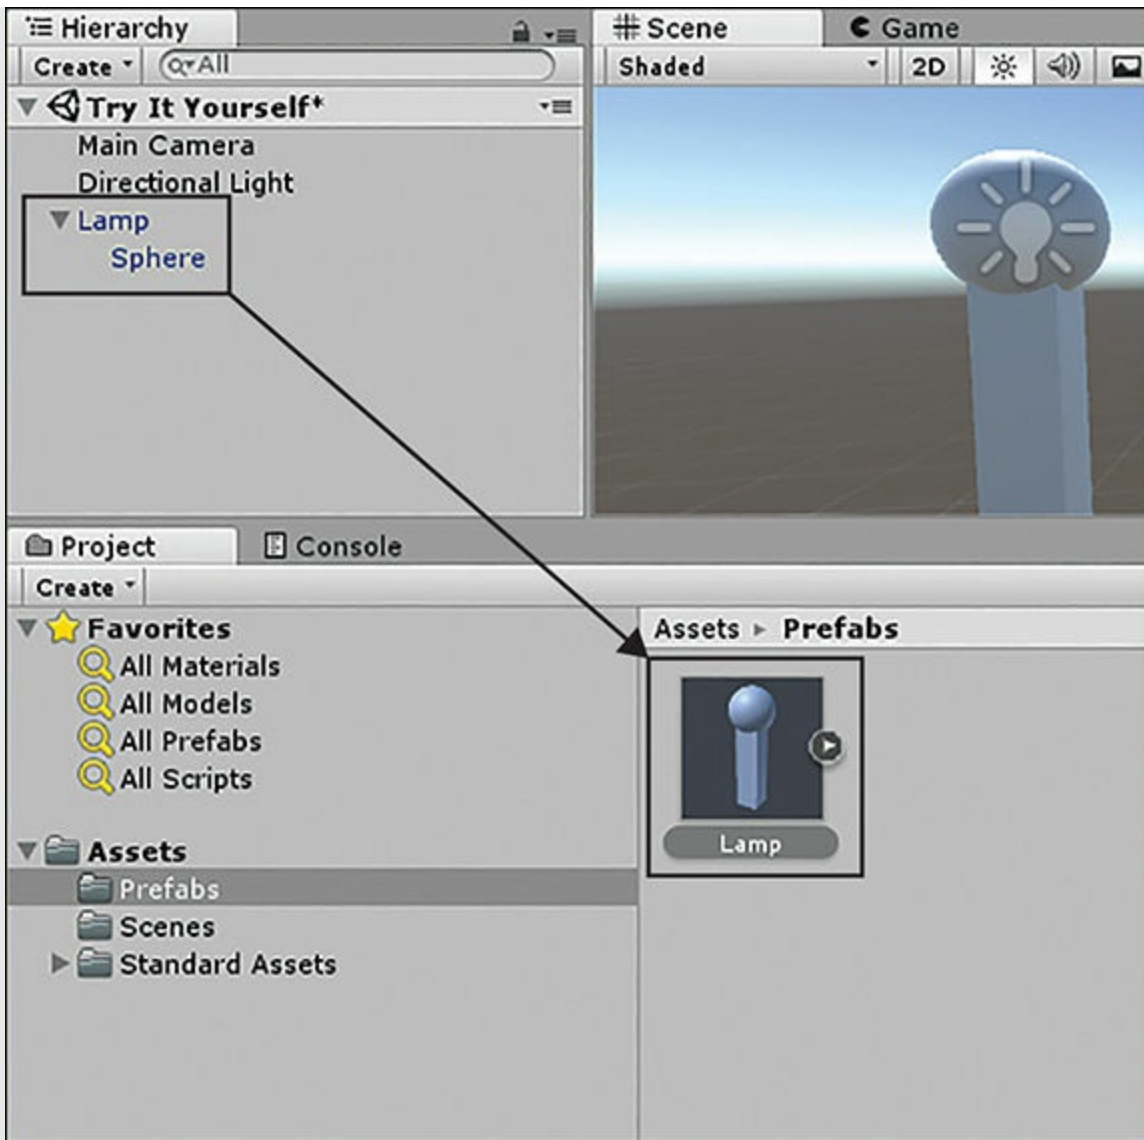 Hierarchy
Create
All
Try It Yourself*
Main Camera
Directional Light
Lamp
Sphere
Scene
Game
Shaded
2D
Project
Console
Create
Favorites
All Materials
All Models
All Prefabs
All Scripts
Assets
Prefabs
Scenes
Standard Assets
Assets Prefabs
Lamp